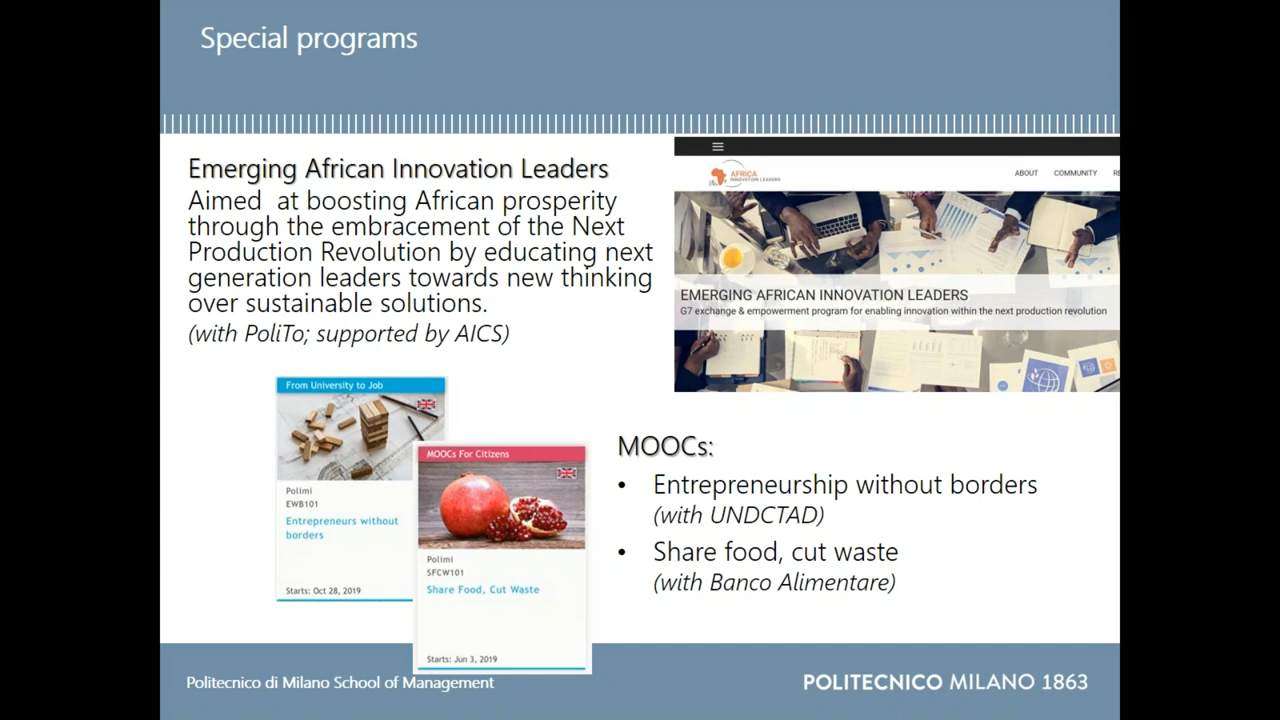 Special programs
Emerging African Innovation Leaders
Aimed at boosting African prosperity
through the embracement of the Next
Production Revolution by educating next
generation leaders towards new thinking
over sustainable solutions.
(with PoliTo; supported by AICS)
AFRICA
INNOVATION LEADERS
ABOUT COMMUNITY RE
EMERGING AFRICAN INNOVATION LEADERS
G7 exchange & empowerment program for enabling innovation within the next production revolution
From University to Job
Polimi
EWB101
Entrepreneurs without
borders
Starts: Oct 28, 2019
MOOCs For Citizens
Polimi
SFCW101
Share Food, Cut Waste
Starts: Jun 3, 2019
MOOCs:
• Entrepreneurship without borders
(with UNDCTAD)
• Share food, cut waste
(with Banco Alimentare)
Politecnico di Milano School of Management
POLITECNICO MILANO 1863